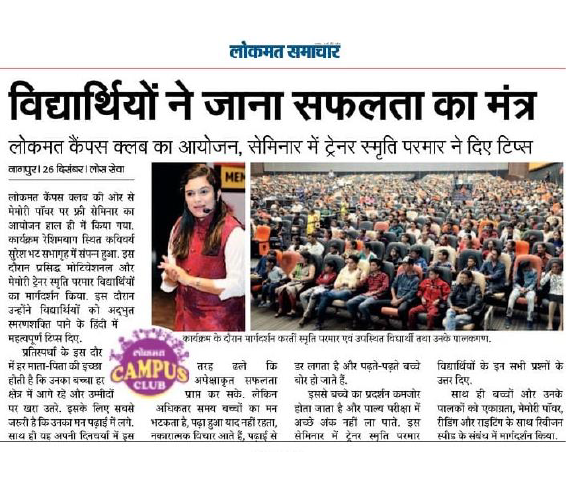 लोकमत समाचार
विद्यार्थियों ने जाना सफलता का मंत्र
लोकमत कैंपस क्लब का आयोजन, सेमिनार में ट्रेनर स्मृति परमार ने दिए टिप्स
नागपुर। 26 दिसंबर। लोस सेवा
लोकमत कैंपस क्लब की ओर से
मेमोरी पॉवर पर फ्री सेमिनार का
आयोजन हाल ही में किया गया.
कार्यक्रम रेशिमबाग स्थित कविवर्य
सुरेश भट सभागृह में संपन्न हुआ. इस
दौरान प्रसिद्ध मोटिवेशनल और
मेमोरी ट्रेनर स्मृति परमार विद्यार्थियों
का मार्गदर्शन किया. इस दौरान
उन्होंने विद्यार्थियों को अद्भुत
स्मरणशक्ति पाने के हिंदी में
महत्वपूर्ण टिप्स दिए.
प्रतिस्पर्धा के इस दौर
में हर माता-पिता की इच्छा
होती है कि उनका बच्चा हर
क्षेत्र में आगे रहे और उम्मीदों
पर खरा उतरे. इसके लिए सबसे
जरूरी है कि उनका मन पढ़ाई में लगे.
साथ ही वह अपनी दिनचर्या में इस
MEM
कार्यक्रम के दौरान मार्गदर्शन करतीं स्मृति परमार एवं उपस्थित विद्यार्थी तथा उनके पालकगण.
लोकमत
CAMPUS
CLUB
तरह ढले कि
अपेक्षाकृत सफलता
प्राप्त कर सके. लेकिन
अधिकतर समय बच्चों का मन
भटकता है, पढ़ा हुआ याद नहीं रहता,
नकारात्मक विचार आते हैं, पढ़ाई से
डर लगता है और पढ़ते-पढ़ते बच्चे
बोर हो जाते हैं.
इससे बच्चे का प्रदर्शन कमजोर
होता जाता है और पाल्य परीक्षा में
अच्छे अंक नहीं ला पाते. इस
सेमिनार में ट्रेनर स्मृति परमार
विद्यार्थियों के इन सभी प्रश्नों के
उत्तर दिए.
साथ ही बच्चों और उनके
पालकों को एकाग्रता, मेमोरी पॉवर,
रीडिंग और राइटिंग के साथ रिवीजन
स्पीड के संबंध में मार्गदर्शन किया.